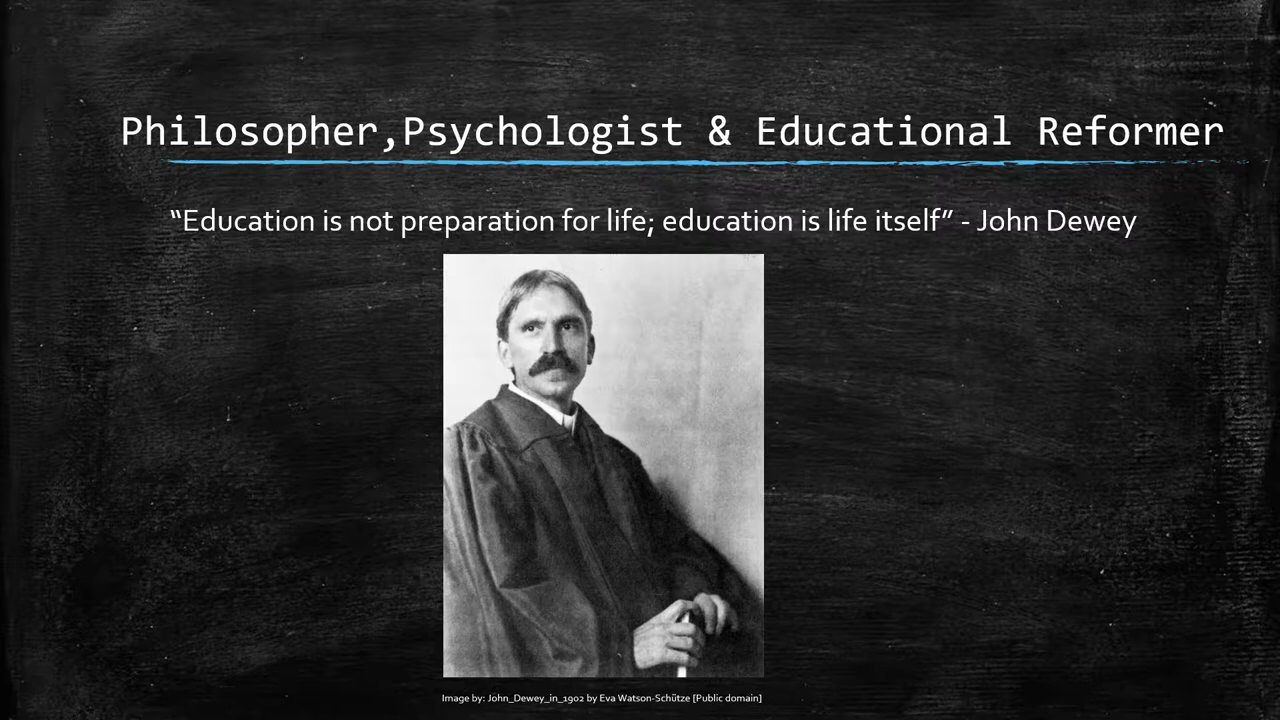 Philosopher,Psychologist & Educational Reformer
“Education is not preparation for life; education is life itself” - John Dewey
Image by: John_Dewey_in_1902 by Eva Watson-Schütze [Public domain]